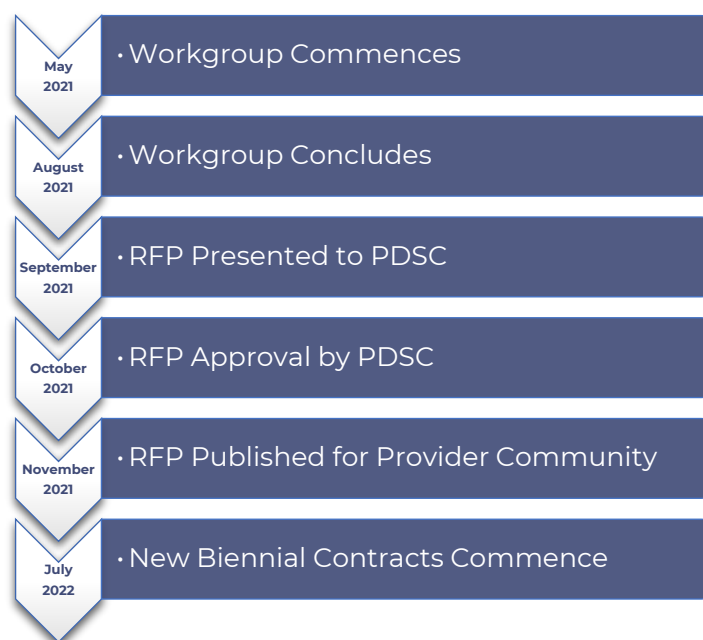 May
2021
· Workgroup Commences
August
2021
· Workgroup Concludes
September
2021
· RFP Presented to PDSC
October
2021
· RFP Approval by PDSC
November
2021
· RFP Published for Provider Community
July
2022
· New Biennial Contracts Commence